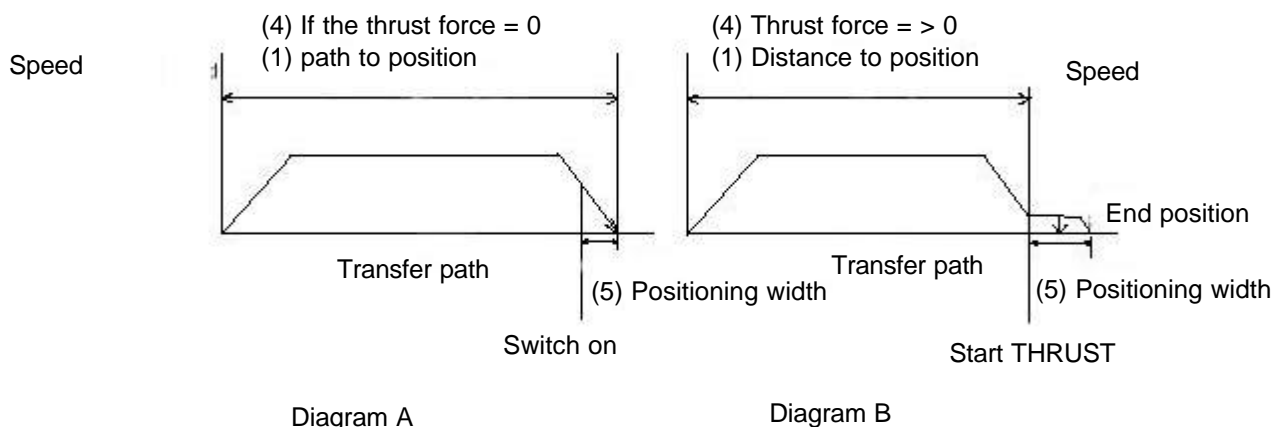 (4) If the thrust force = 0
(1) path to position
Speed
Transfer path
(5) Positioning width
Switch on
Diagram A
(4) Thrust force = > 0
(1) Distance to position
Speed
End position
Transfer path
(5) Positioning width
Start THRUST
Diagram B